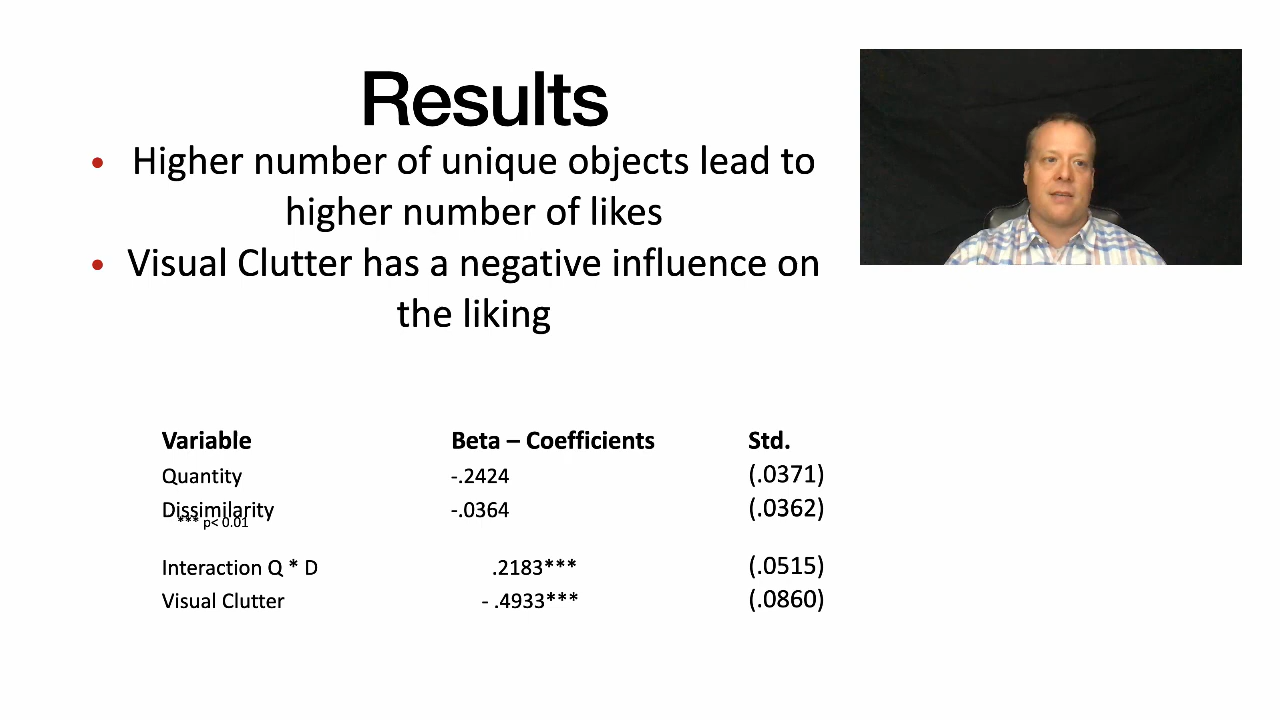 Results
• Higher number of unique objects lead to
higher number of likes
• Visual Clutter has a negative influence on
the liking
Variable Beta – Coefficients Std.
Quantity -.2424 (.0371)
Dissimilarity -.0364 (.0362)
*** p< 0.01
Interaction Q * D .2183*** (.0515)
Visual Clutter - .4933*** (.0860)